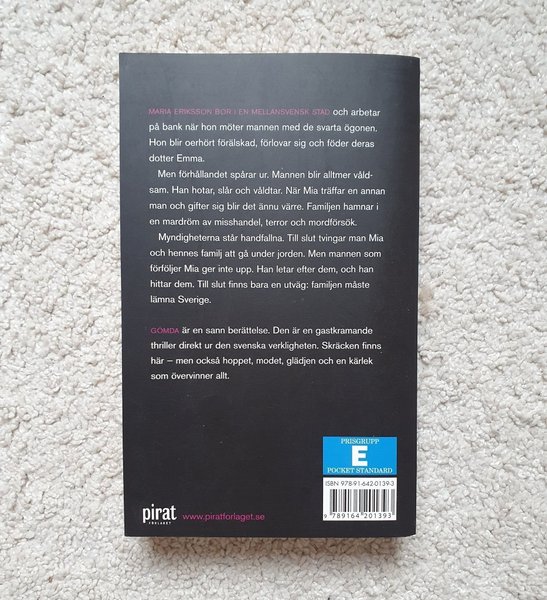 MARIA ERIKSSON BOR I EN MELLANSVENSK STAD och arbetar
på bank när hon möter mannen med de svarta ögonen.
Hon blir oerhört förälskad, förlovar sig och föder deras
dotter Emma.
Men förhållandet spårar ur. Mannen blir alltmer våld-
sam. Han hotar, slår och våldtar. När Mia träffar en annan
man och gifter sig blir det ännu värre. Familjen hamnar i
en mardröm av misshandel, terror och mordförsök.
Myndigheterna står handfallna. Till slut tvingar man Mia
och hennes familj att gå under jorden. Men mannen som
förföljer Mia ger inte upp. Han letar efter dem, och han
hittar dem. Till slut finns bara en utväg: familjen måste
lämna Sverige.
GÖMDA är en sann berättelse. Den är en gastkramande
thriller direkt ur den svenska verkligheten. Skräcken finns
här – men också hoppet, modet, glädjen och en kärlek
som övervinner allt.
PRISGRUPP
E
POCKET STANDARD
ISBN 978-91-642-0139-3
9 789164 201393
pirat
FÖRLAGET
www.piratforlaget.se